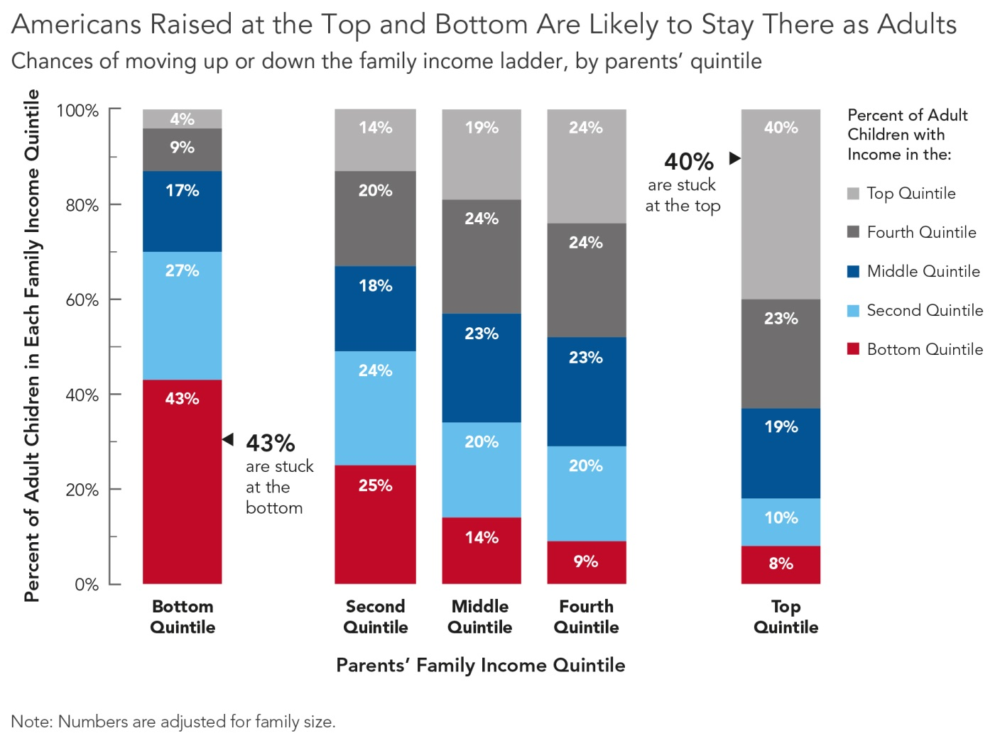 Americans Raised at the Top and Bottom Are Likely to Stay There as Adults
Chances of moving up or down the family income ladder, by parents’ quintile
Percent of Adult Chidren in Each Family Income Quintile
100%
80%
60%
40%
20%
0%
4%
9%
17%
27%
43%
43%
are stuck
at the
bottom
14%
20%
18%
24%
25%
19%
24%
23%
20%
14%
24%
24%
23%
20%
9%
40%
are stuck
at the top
40%
23%
19%
10%
8%
Percent of Adult
Children with
Income in the:
Top Quintile
Fourth Quintile
Middle Quintile
Second Quintile
Bottom Quintile
Bottom
Quintile
Second
Quintile
Middle
Quintile
Fourth
Quintile
Top
Quintile
Parents’ Family Income Quintile
Note: Numbers are adjusted for family size.